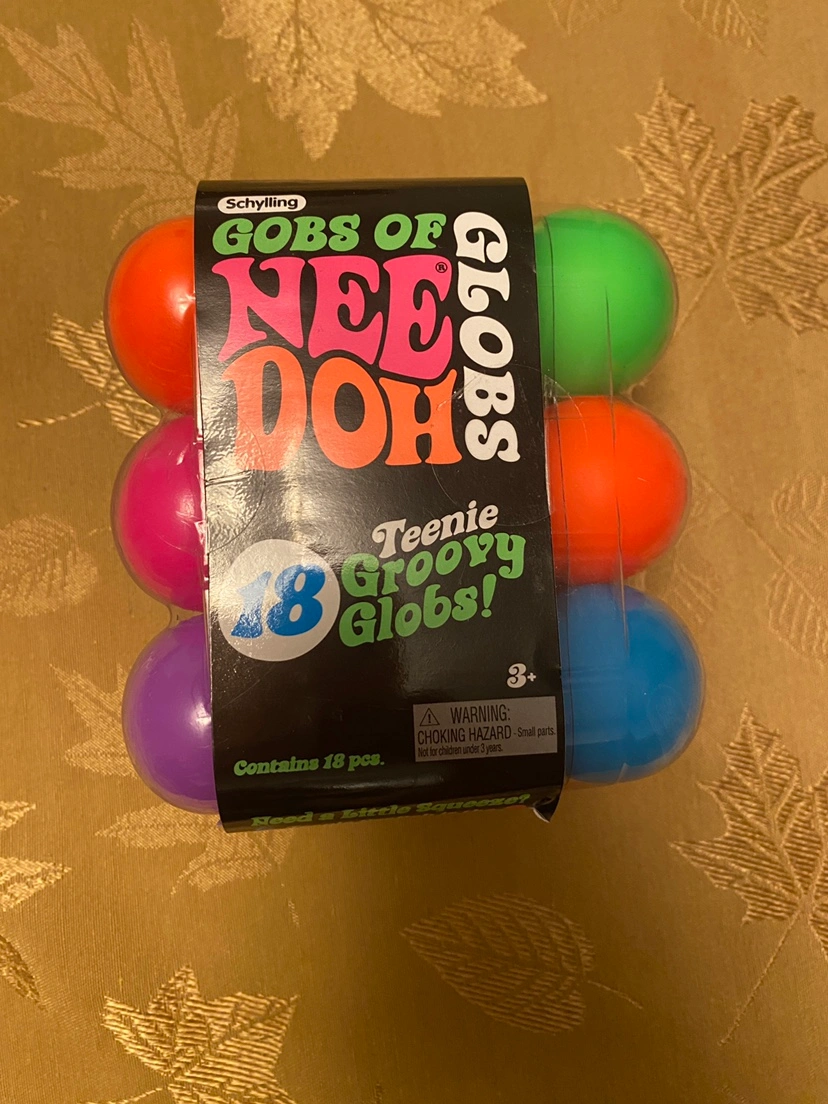 Schylling
GOBS OF
NEE®
DOH
GLOBS
Teenie
18 Groovy
Globs!
3+
WARNING:
CHOKING HAZARD - Small parts.
Not for children under 3 years.
Contains 18 pcs.
Need a Little Squeeze?